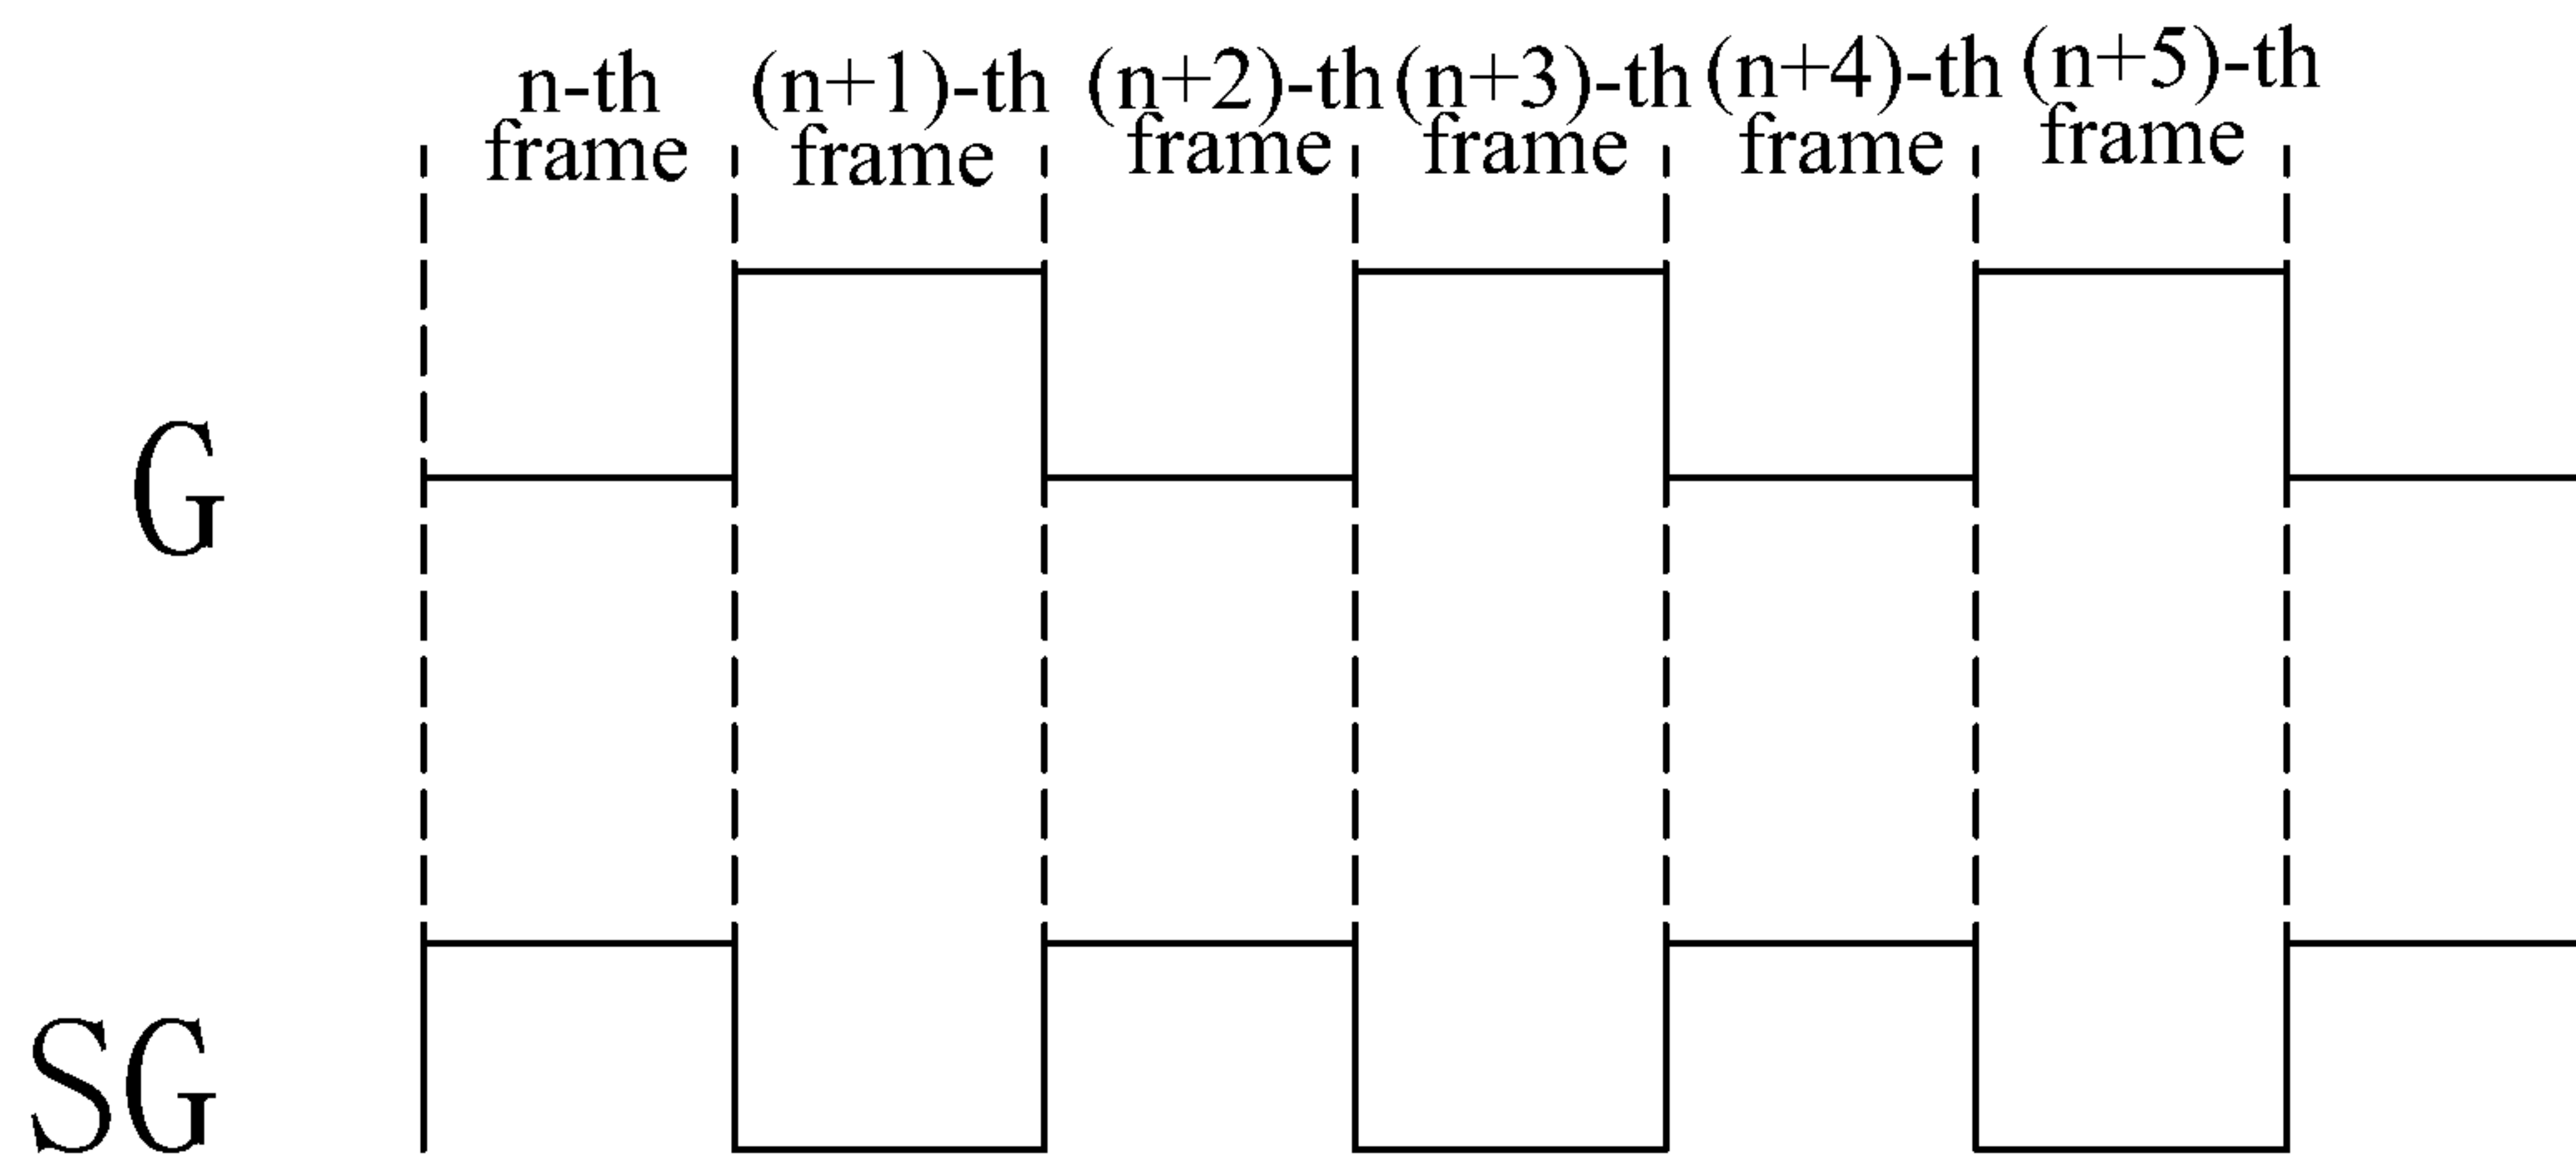 n-th (n+1)-th (n+2)-th (n+3)-th (n+4)-th (n+5)-th
frame frame frame frame frame frame
G
SG